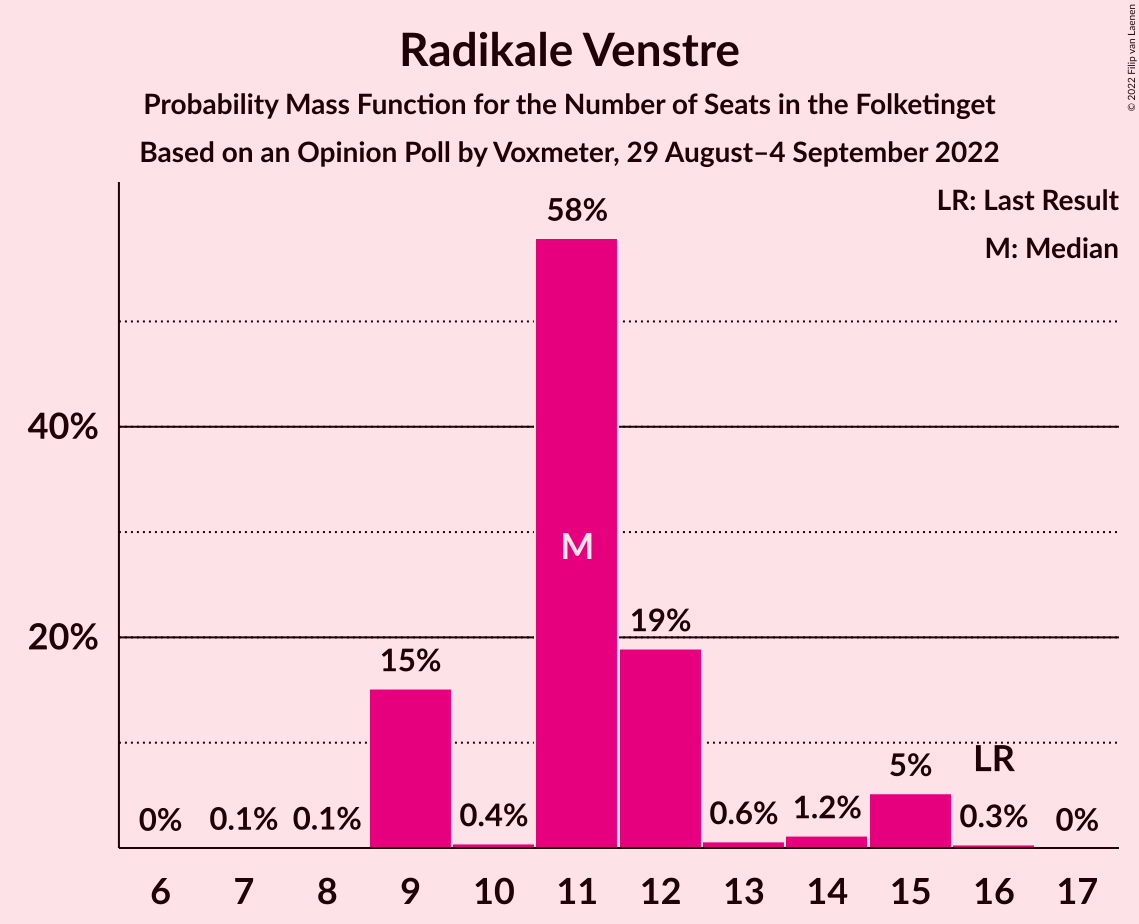 Radikale Venstre
Probability Mass Function for the Number of Seats in the Folketinget
Based on an Opinion Poll by Voxmeter, 29 August–4 September 2022
© 2022 Filip van Laenen
LR: Last Result
M: Median
58%
40%
M
20%
19%
15%
5%
LR
0%
0.1%
0.1%
0.4%
0.6%
1.2%
0.3%
0%
6 7 8 9 10 11 12 13 14 15 16 17